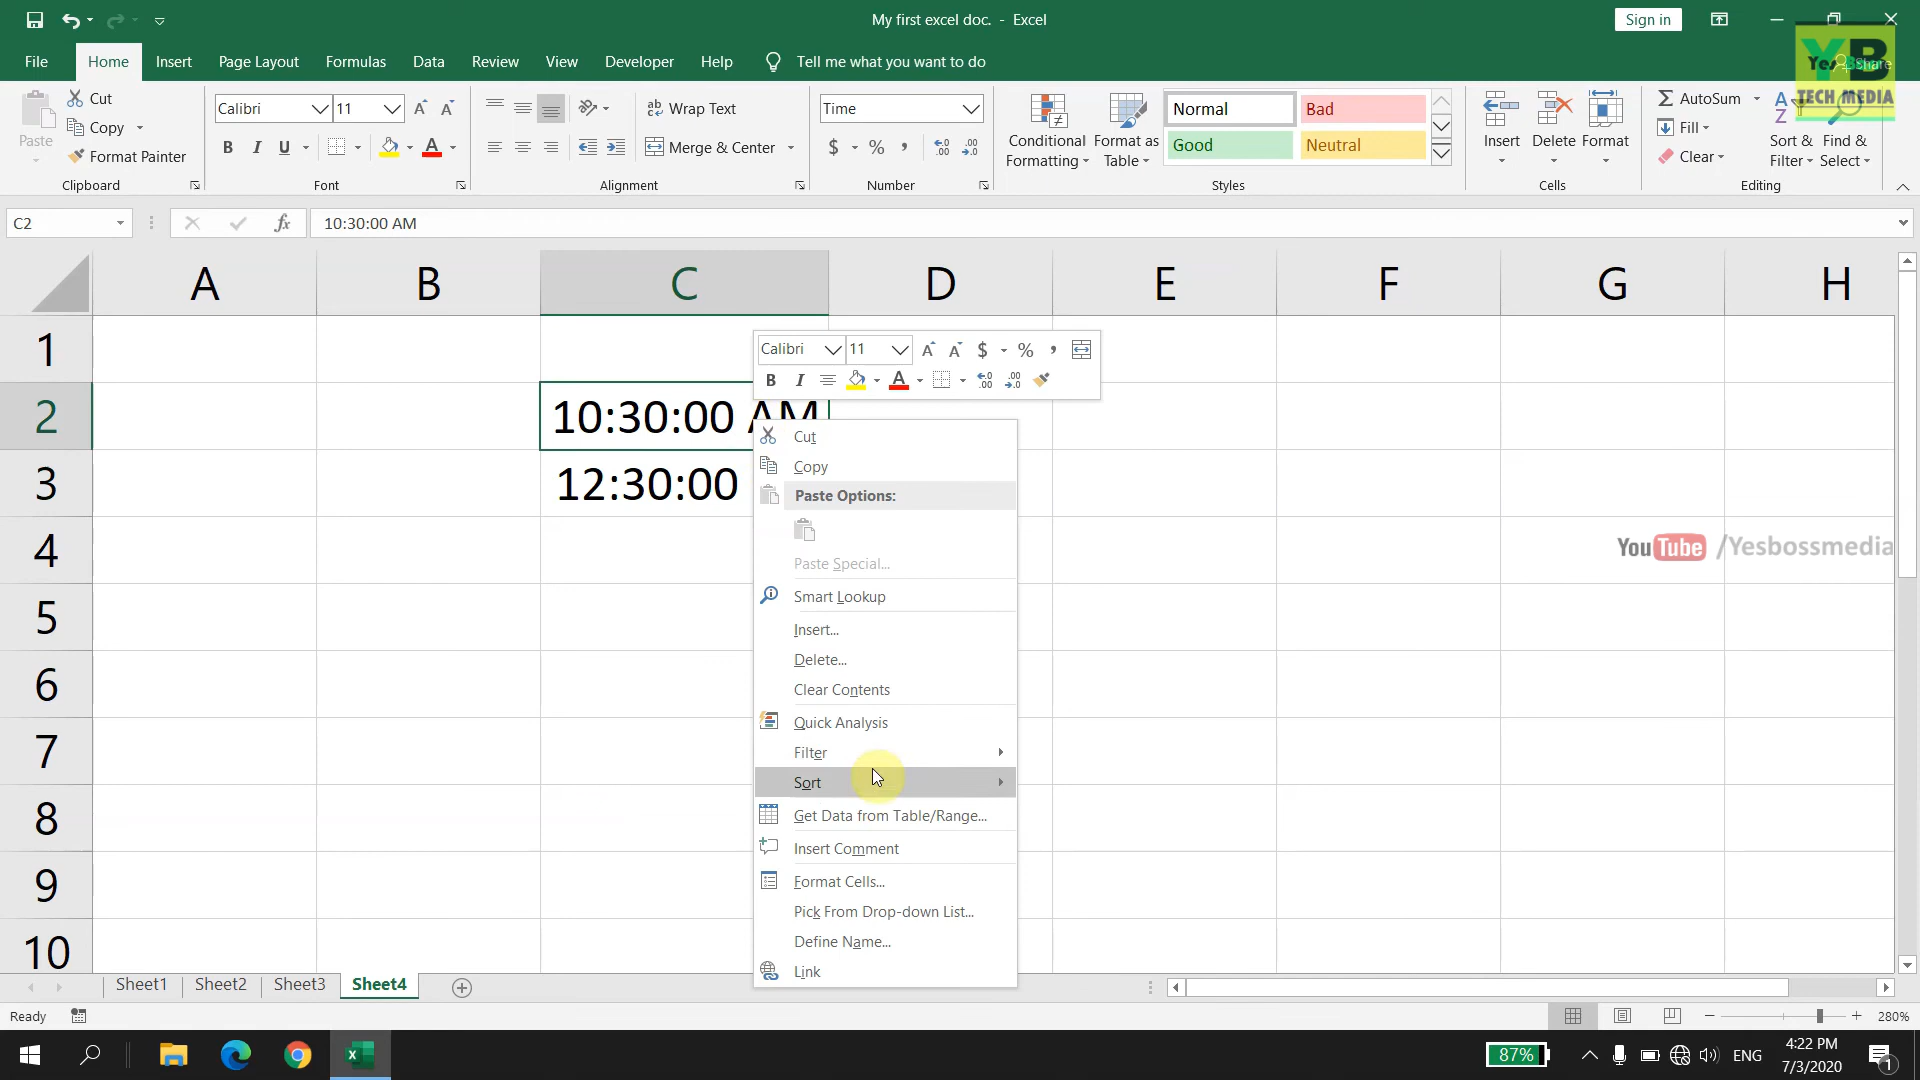 My first excel doc. - Excel
Sign in
File Home Insert Page Layout Formulas Data Review View Developer Help Tell me what you want to do
YB
Yes
Share
TECH MEDIA
Paste
Cut
Copy
Format Painter
Clipboard
Calibri 11
B I U
Font
Wrap Text
Merge & Center
Alignment
Time
$ % ,
Number
Conditional Formatting
Format as Table
Normal Bad
Good Neutral
Styles
Insert Delete Format
Cells
AutoSum
Fill
Clear
Sort & Filter
Find & Select
Editing
C2 fx 10:30:00 AM
A B C D E F G H
1
2 10:30:00 AM
3 12:30:00
4
5
6
7
8
9
10
Calibri 11 $ % ,
B I
Cut
Copy
Paste Options:
Paste Special...
Smart Lookup
Insert...
Delete...
Clear Contents
Quick Analysis
Filter
Sort
Get Data from Table/Range...
Insert Comment
Format Cells...
Pick From Drop-down List...
Define Name...
Link
YouTube /Yesbossmedia
Sheet1 Sheet2 Sheet3 Sheet4
Ready
280%
87%
ENG
4:22 PM
7/3/2020
1